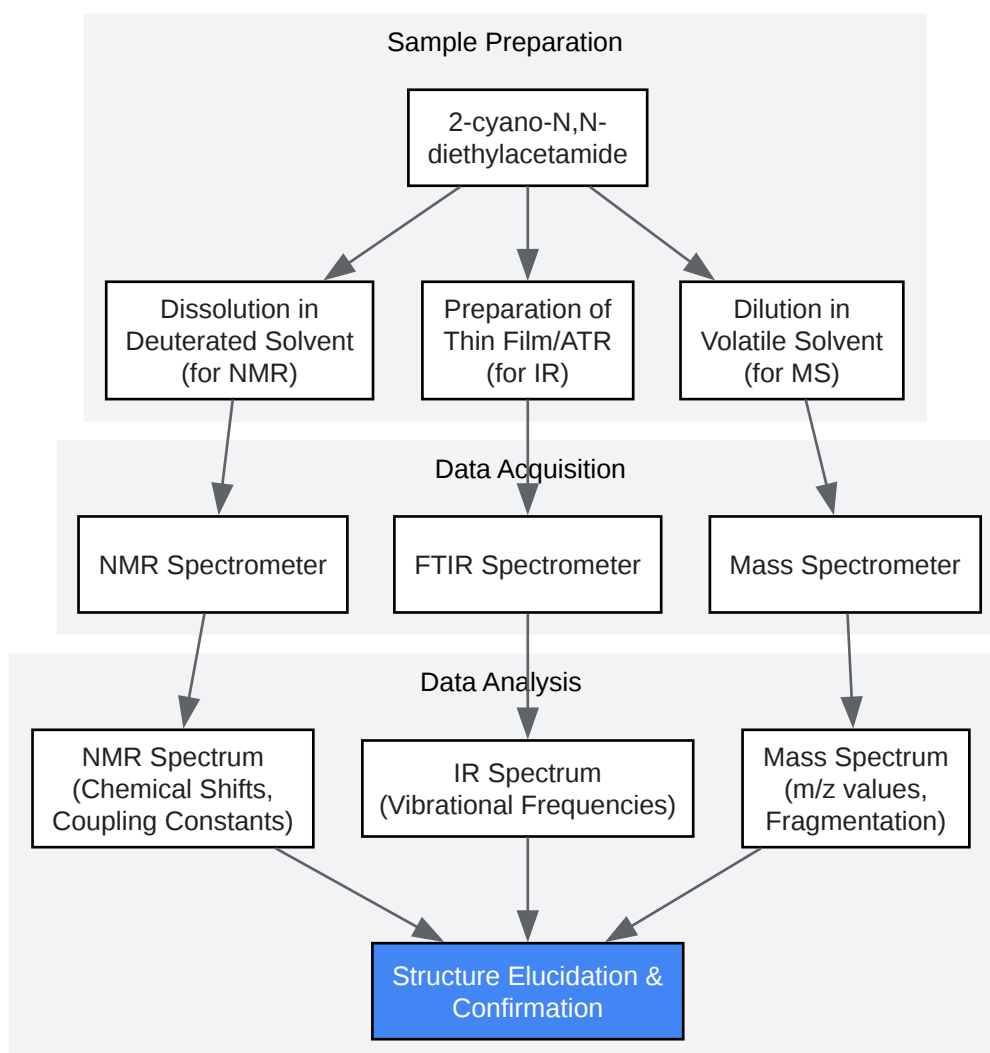 Sample Preparation
2-cyano-N,N-
diethylacetamide
Dissolution in
Deuterated Solvent
(for NMR)
Preparation of
Thin Film/ATR
(for IR)
Dilution in
Volatile Solvent
(for MS)
Data Acquisition
NMR Spectrometer
FTIR Spectrometer
Mass Spectrometer
Data Analysis
NMR Spectrum
(Chemical Shifts,
Coupling Constants)
IR Spectrum
(Vibrational Frequencies)
Mass Spectrum
(m/z values,
Fragmentation)
Structure Elucidation &
Confirmation